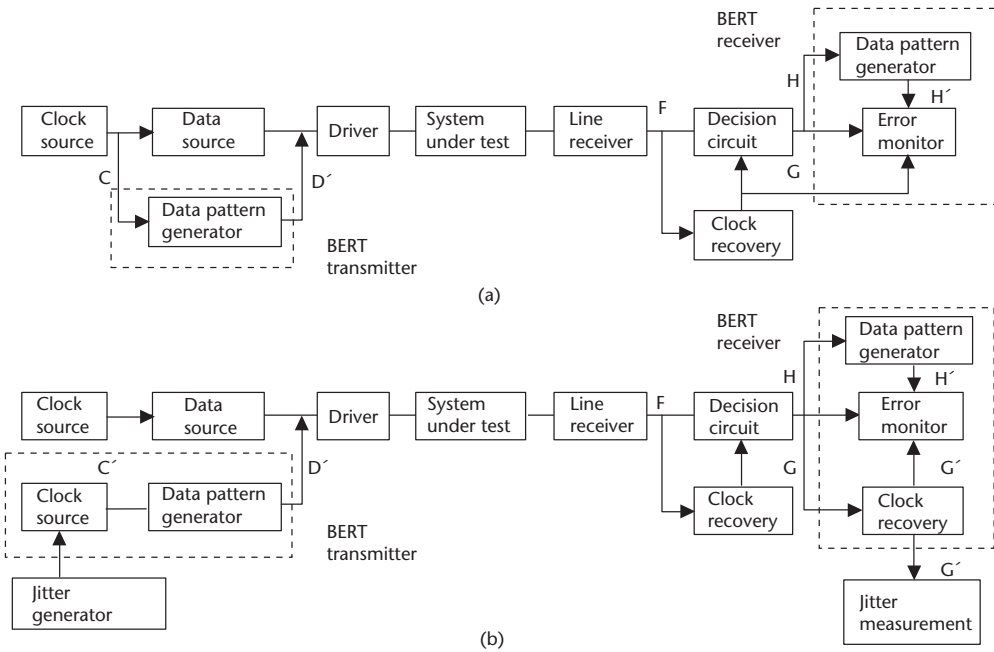 BERT
receiver
Data pattern
generator
H
H´
F
Clock
source
Data
source
Driver
System
under test
Line
receiver
Decision
circuit
Error
monitor
C
D´
G
Data pattern
generator
Clock
recovery
BERT
transmitter
(a)
BERT
receiver
Data pattern
generator
H
H´
F
Clock
source
Data
source
Driver
System
under test
Line
receiver
Decision
circuit
Error
monitor
C´
D´
G
G´
Clock
source
Data pattern
generator
Clock
recovery
Clock
recovery
BERT
transmitter
G´
Jitter
generator
Jitter
measurement
(b)